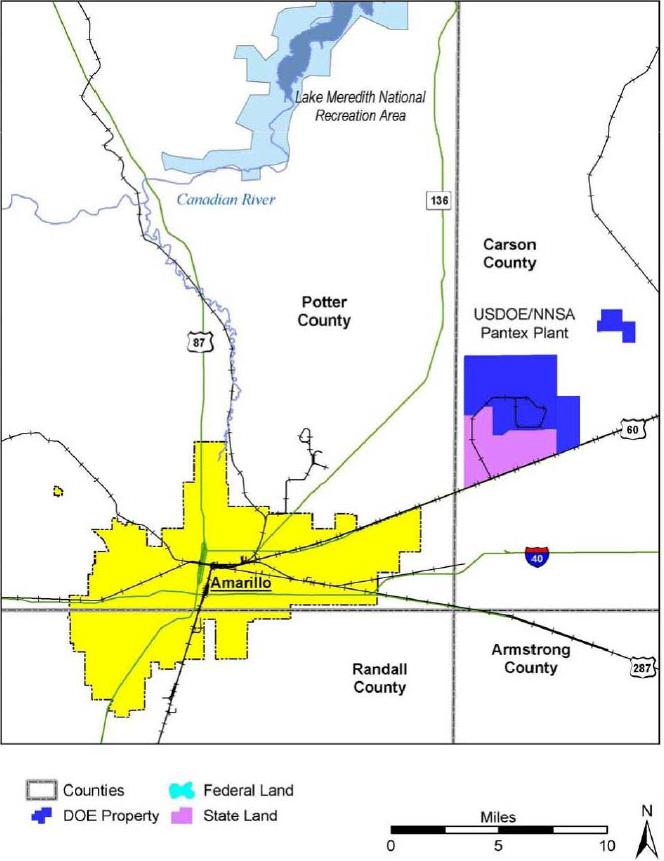 Lake Meredith National
Recreation Area
Canadian River
136
Carson
County
Potter
County
USDOE/NNSA
Pantex Plant
87
60
40
Amarillo
Armstrong
County
Randall
County
287
Counties
Federal Land
DOE Property
State Land
Miles
0 5 10
N